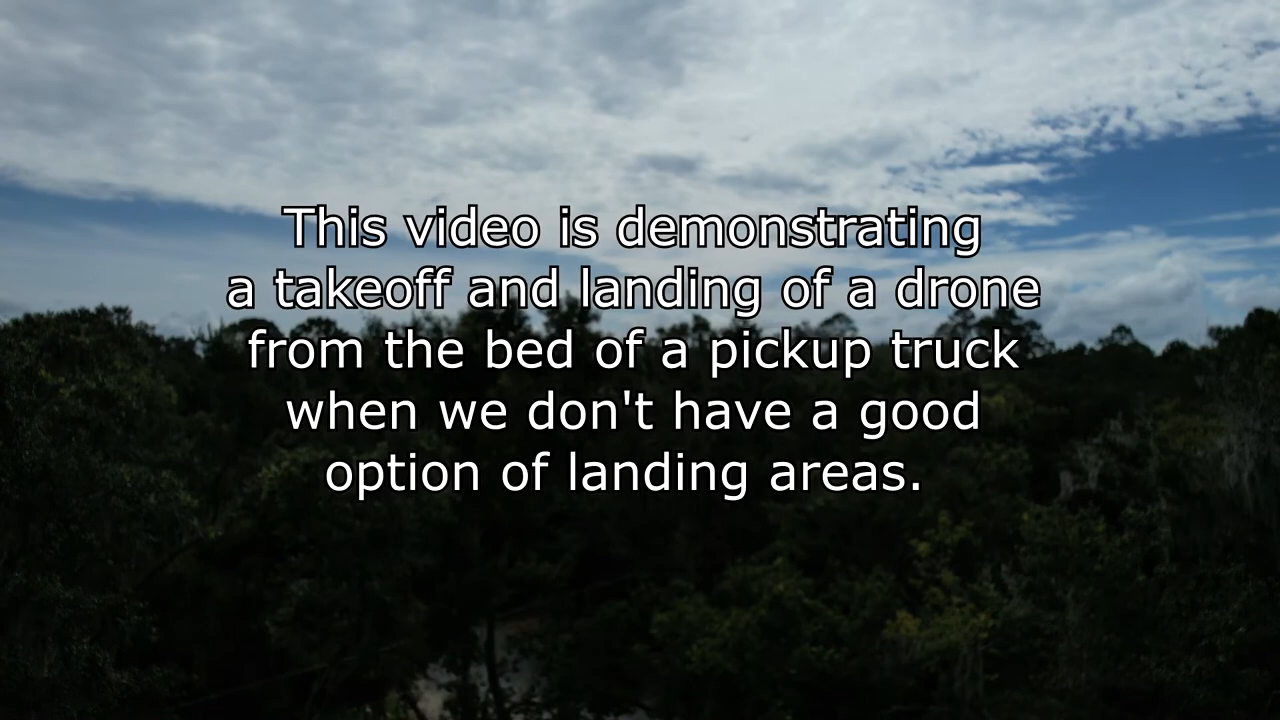 This video is demonstrating
a takeoff and landing of a drone
from the bed of a pickup truck
when we don't have a good
option of landing areas.